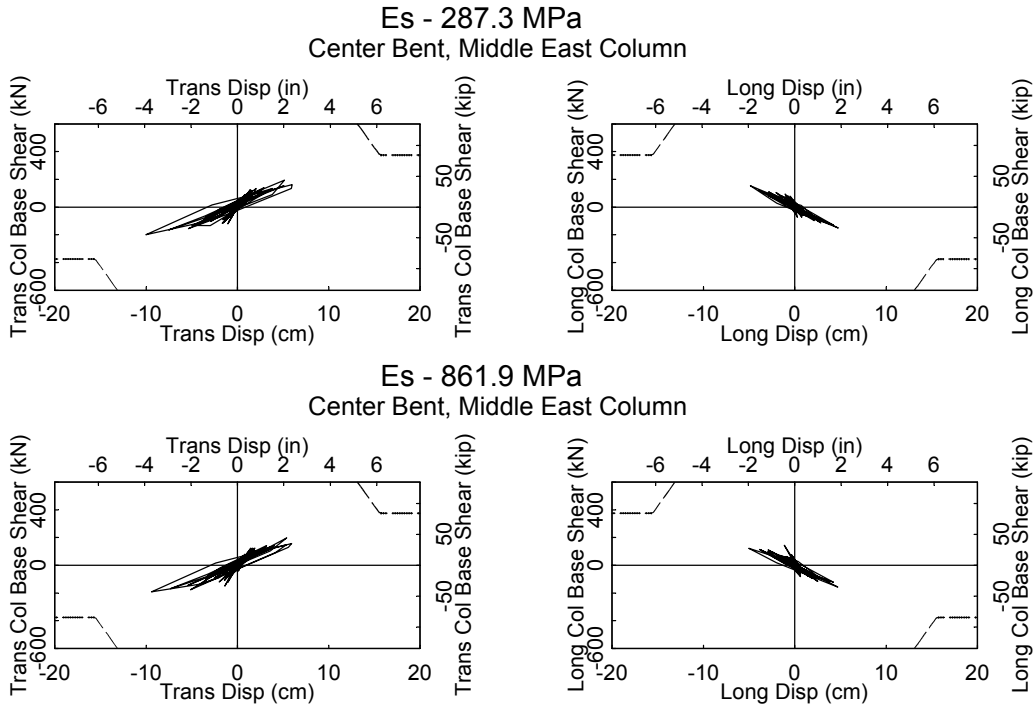 Es - 287.3 MPa
Center Bent, Middle East Column
Trans Disp (in)
-6 -4 -2 0 2 4 6
Trans Col Base Shear (kN)
400
0
-600
50
-50
Trans Col Base Shear (kip)
-20 -10 0 10 20
Trans Disp (cm)
Long Disp (in)
-6 -4 -2 0 2 4 6
Long Col Base Shear (kN)
400
0
-600
50
-50
Long Col Base Shear (kip)
-20 -10 0 10 20
Long Disp (cm)
Es - 861.9 MPa
Center Bent, Middle East Column
Trans Disp (in)
-6 -4 -2 0 2 4 6
Trans Col Base Shear (kN)
400
0
-600
50
-50
Trans Col Base Shear (kip)
-20 -10 0 10 20
Trans Disp (cm)
Long Disp (in)
-6 -4 -2 0 2 4 6
Long Col Base Shear (kN)
400
0
-600
50
-50
Long Col Base Shear (kip)
-20 -10 0 10 20
Long Disp (cm)